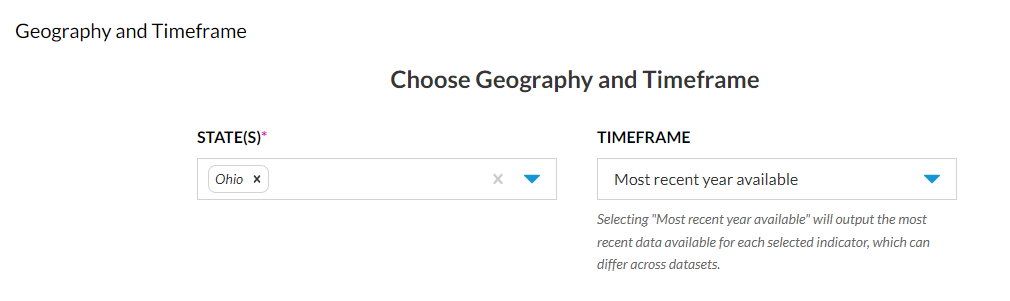 Geography and Timeframe
Choose Geography and Timeframe
STATE(S)*
TIMEFRAME
Ohio ×
×
Most recent year available
Selecting "Most recent year available" will output the most
recent data available for each selected indicator, which can
differ across datasets.